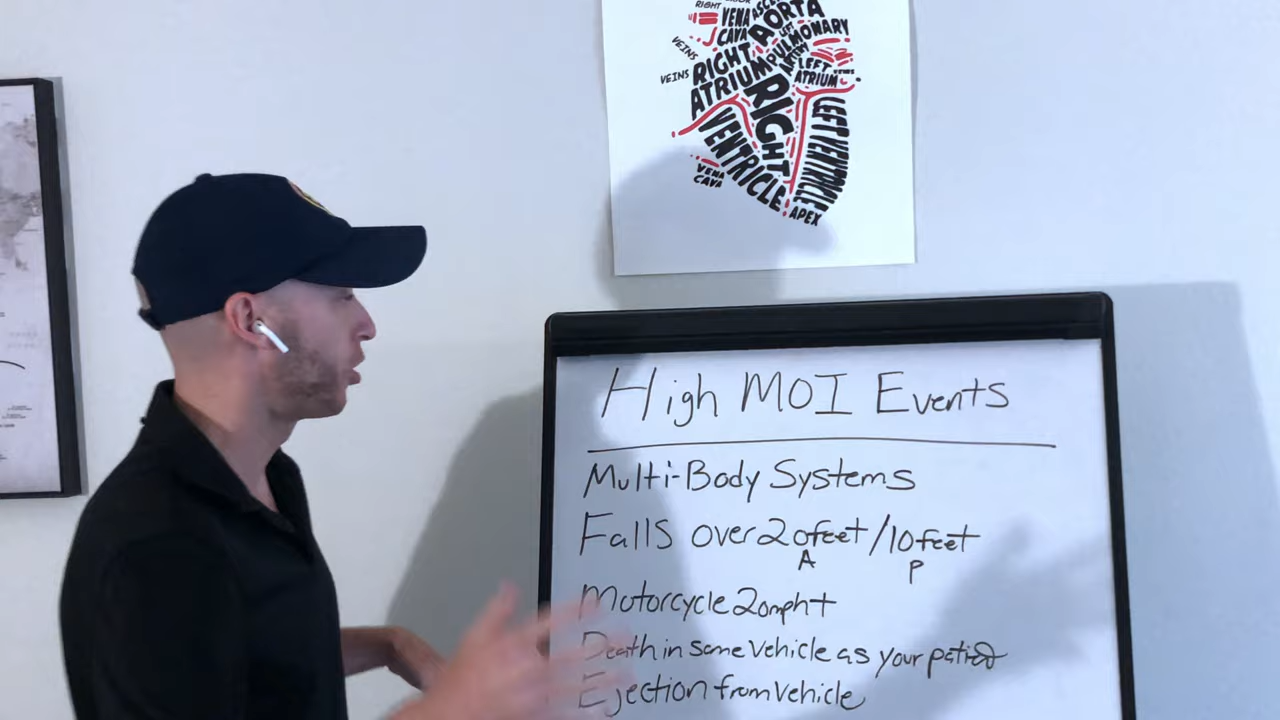 RIGHT
VENA
CAVA
AORTA
PULMONARY
VEINS
VEINS
RIGHT
ATRIUM
LEFT
ATRIUM
RIGHT
VENTRICLE
LEFT VENTRICLE
VENA
CAVA
APEX
High MOI Events
Multi-Body Systems
Falls over 20feet/10feet
A P
Motorcycle 20mph+
Death in same vehicle as your patient
Ejection from vehicle